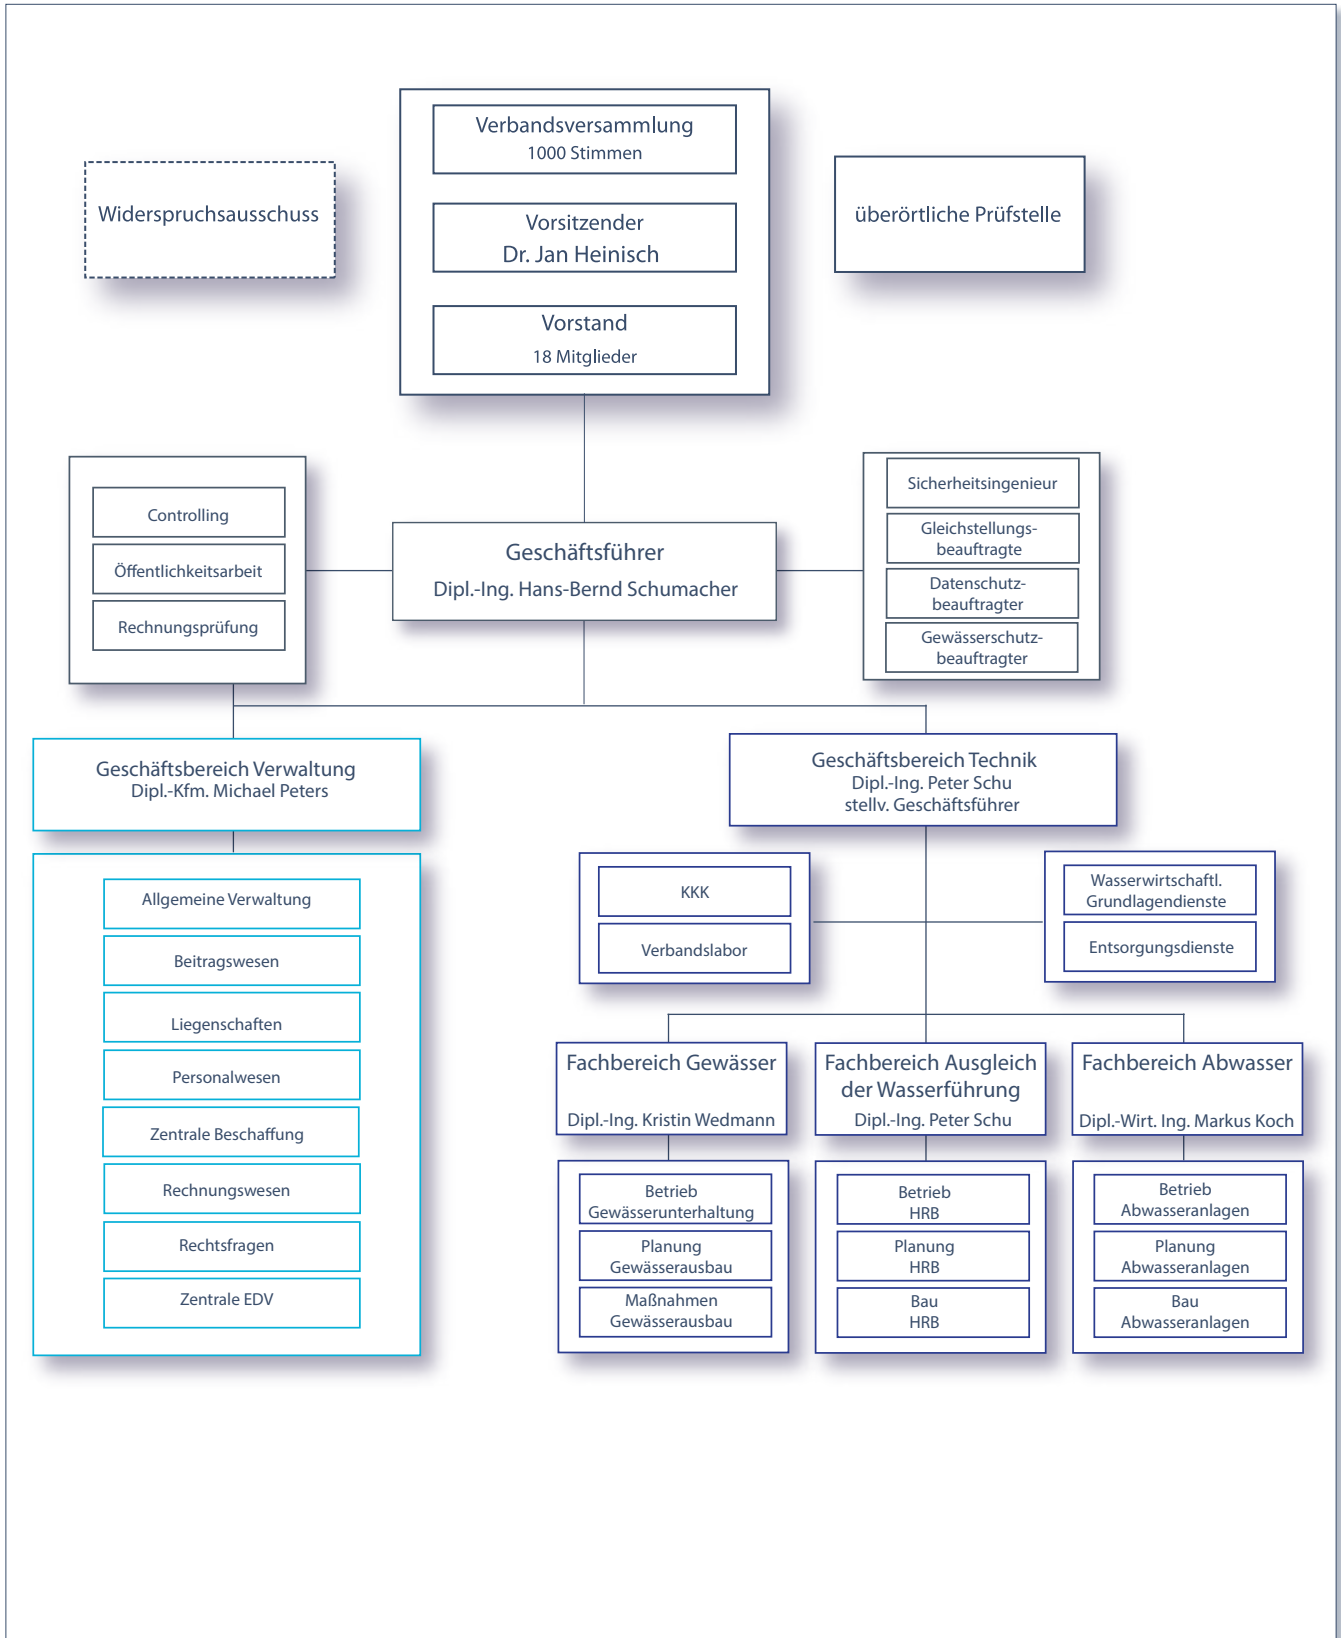 Verbandsversammlung
1000 Stimmen
Widerspruchsausschuss
Vorsitzender
Dr. Jan Heinisch
überörtliche Prüfstelle
Vorstand
18 Mitglieder
Controlling
Öffentlichkeitsarbeit
Rechnungsprüfung
Geschäftsführer
Dipl.-Ing. Hans-Bernd Schumacher
Sicherheitsingenieur
Gleichstellungs-
beauftragte
Datenschutz-
beauftragter
Gewässerschutz-
beauftragter
Geschäftsbereich Verwaltung
Dipl.-Kfm. Michael Peters
Geschäftsbereich Technik
Dipl.-Ing. Peter Schu
stellv. Geschäftsführer
Allgemeine Verwaltung
Beitragswesen
Liegenschaften
Personalwesen
Zentrale Beschaffung
Rechnungswesen
Rechtsfragen
Zentrale EDV
KKK
Verbandslabor
Wasserwirtschaftl.
Grundlagendienste
Entsorgungsdienste
Fachbereich Gewässer
Dipl.-Ing. Kristin Wedmann
Betrieb
Gewässerunterhaltung
Planung
Gewässerausbau
Maßnahmen
Gewässerausbau
Fachbereich Ausgleich
der Wasserführung
Dipl.-Ing. Peter Schu
Betrieb
HRB
Planung
HRB
Bau
HRB
Fachbereich Abwasser
Dipl.-Wirt. Ing. Markus Koch
Betrieb
Abwasseranlagen
Planung
Abwasseranlagen
Bau
Abwasseranlagen